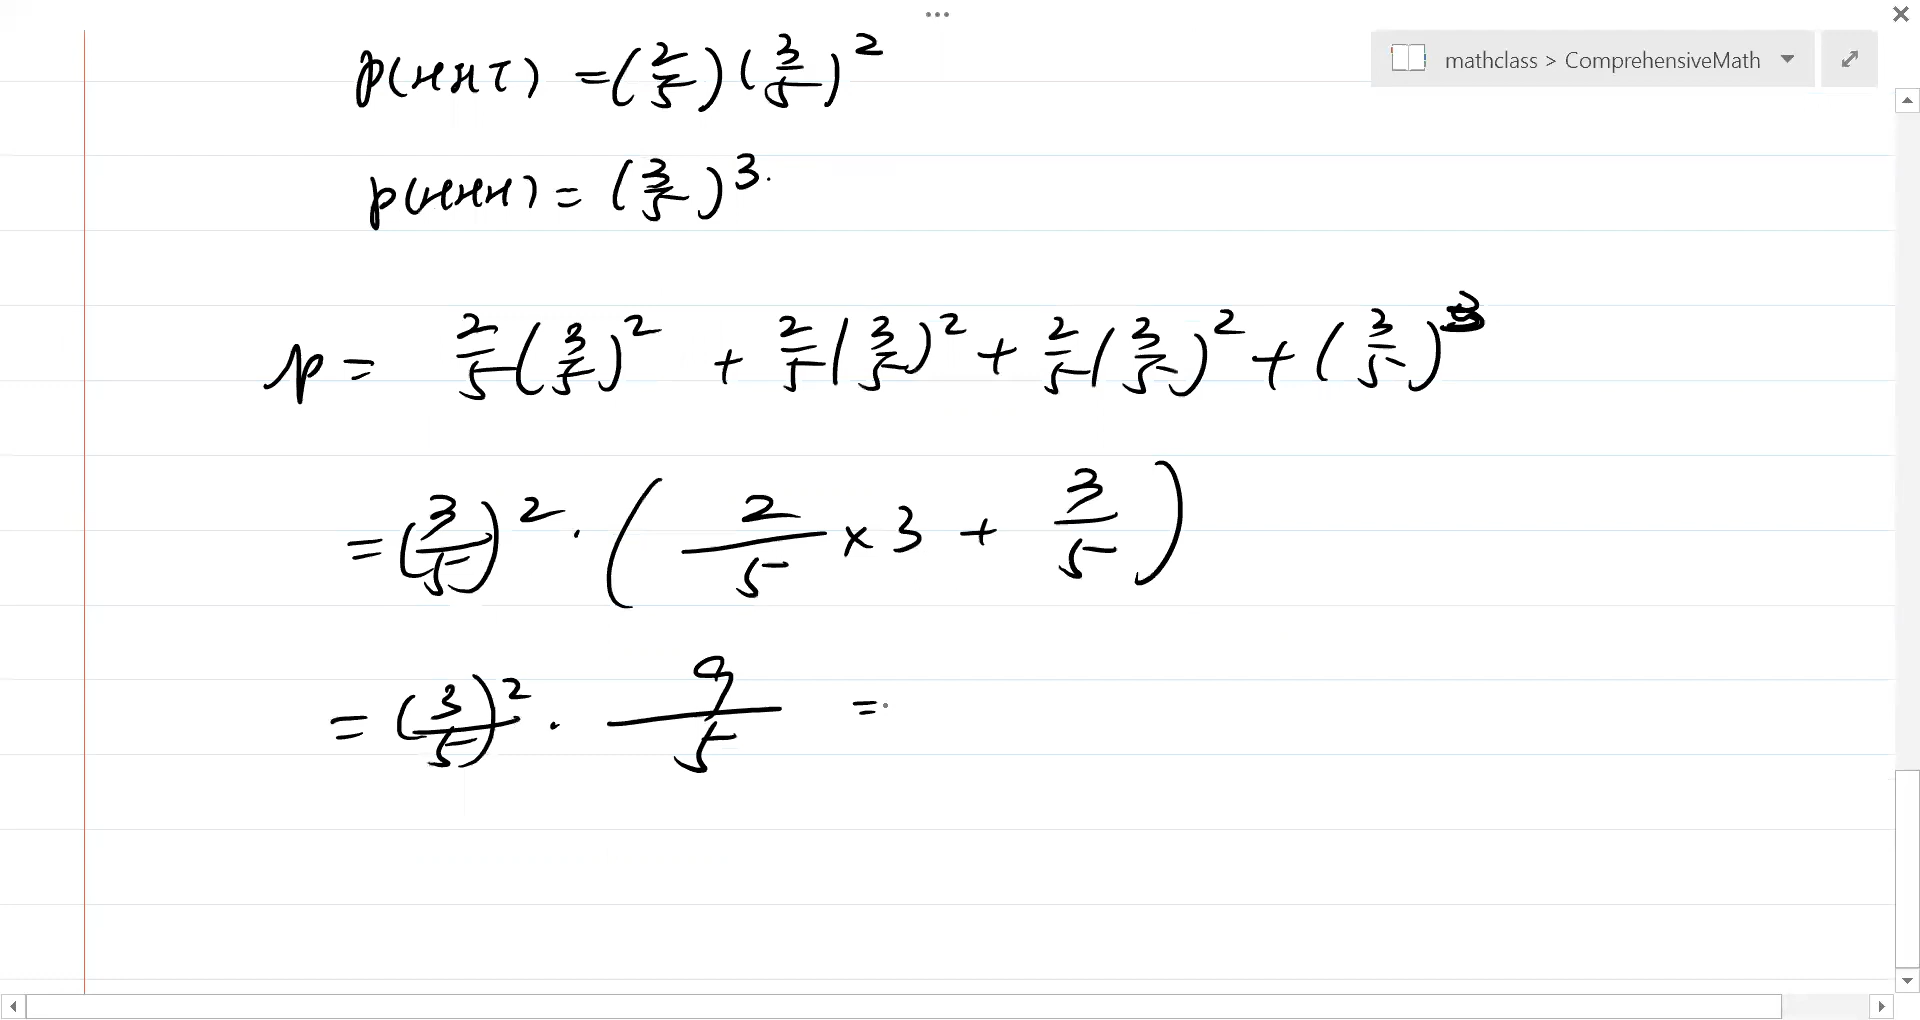 mathclass > ComprehensiveMath
P(HHT) = (2/5)(3/5)^2
P(HHH) = (3/5)^3.
p = 2/5(3/5)^2 + 2/5(3/5)^2 + 2/5(3/5)^2 + (3/5)^3
= (3/5)^2 · (2/5 × 3 + 3/5)
= (3/5)^2 · 9/5 =